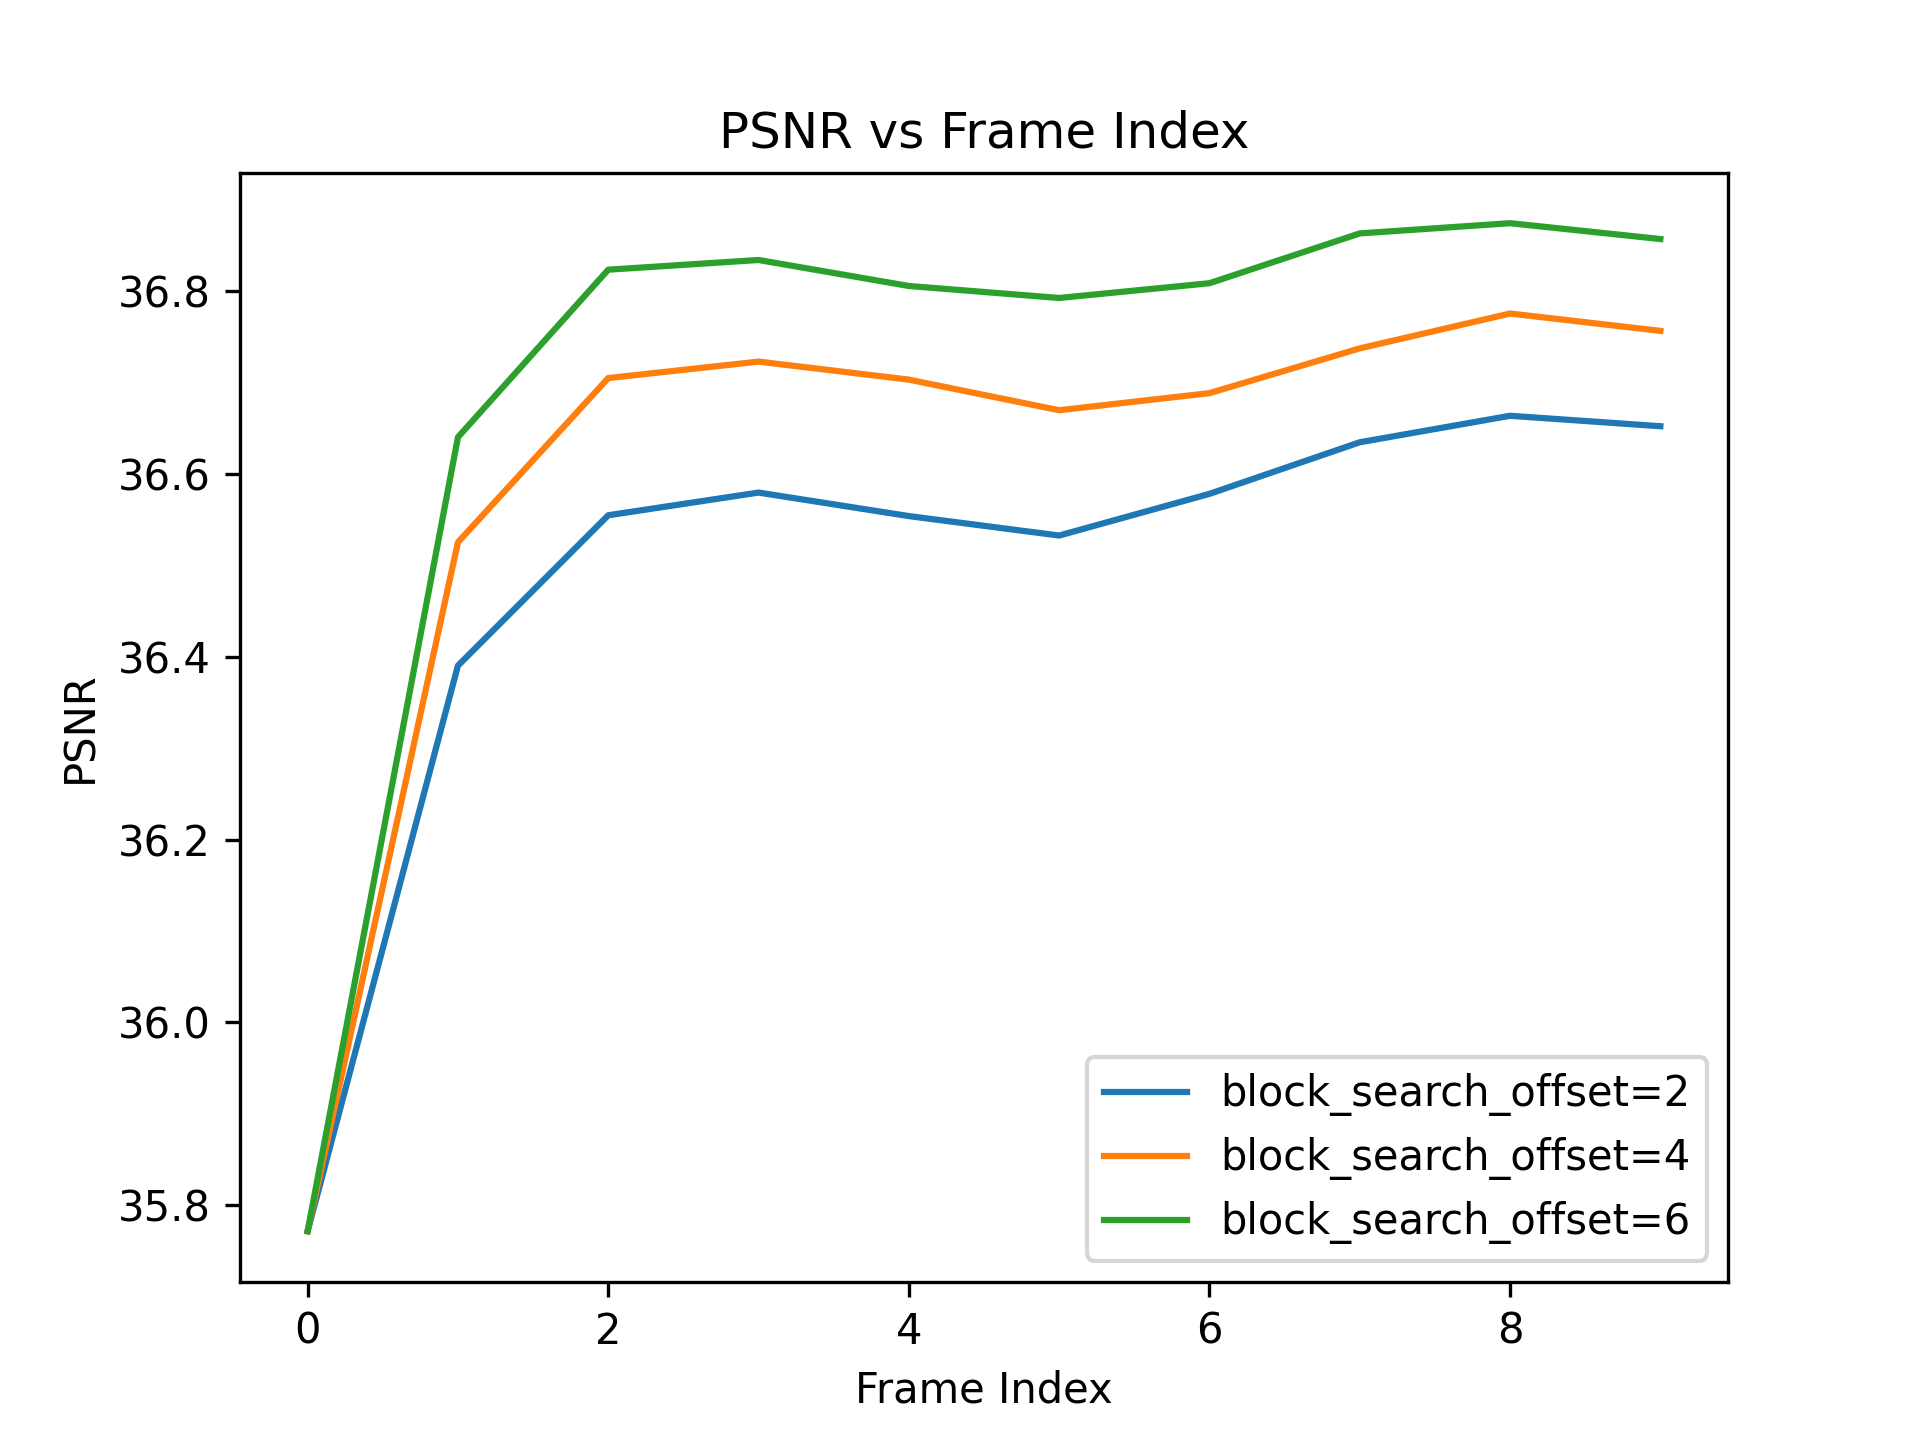 PSNR vs Frame Index
PSNR
36.8
36.6
36.4
36.2
36.0
35.8
0 2 4 6 8
Frame Index
block_search_offset=2
block_search_offset=4
block_search_offset=6